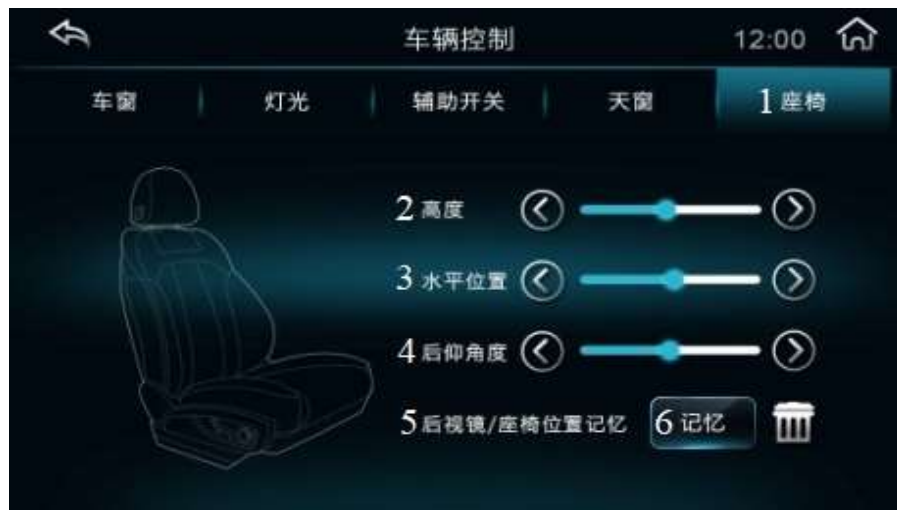 车辆控制 12:00
车窗 灯光 辅助开关 天窗 1座椅
2高度
3水平位置
4后仰角度
5后视镜/座椅位置记忆 6记忆